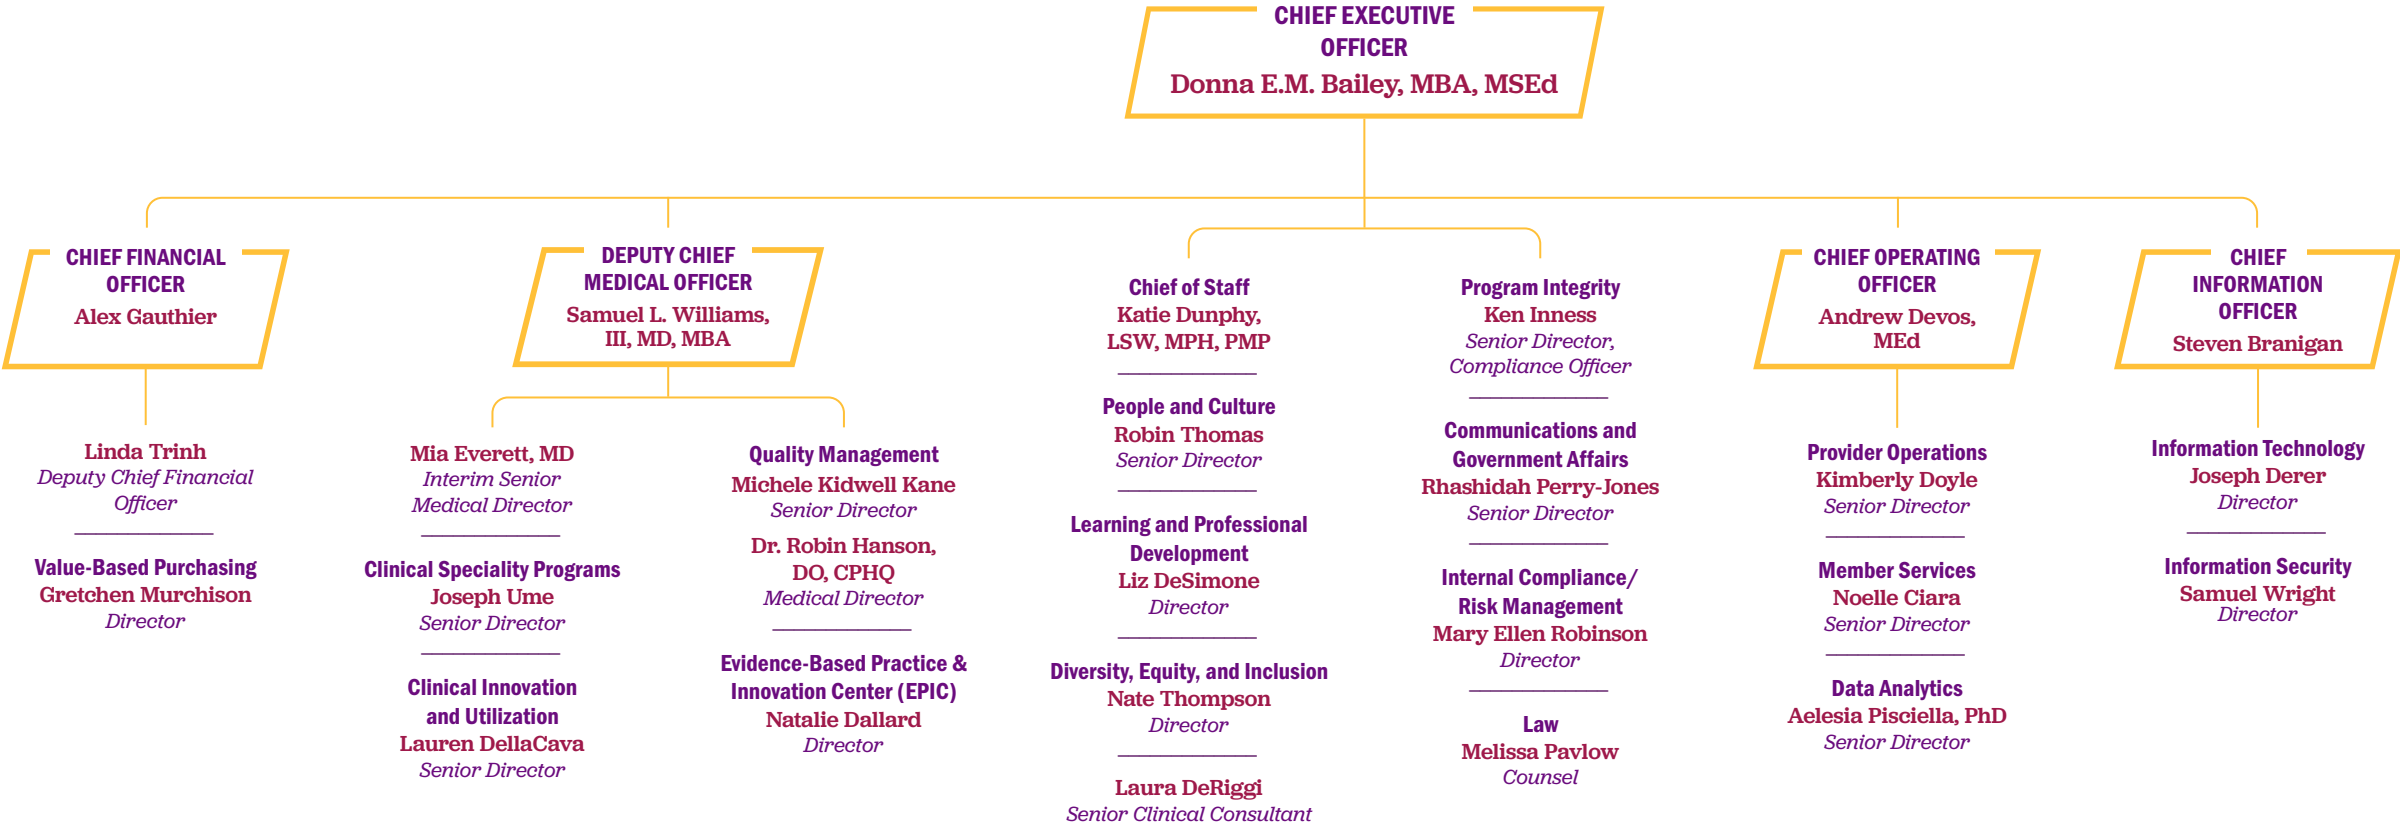 CHIEF EXECUTIVE
OFFICER
Donna E.M. Bailey, MBA, MSEd
CHIEF FINANCIAL
OFFICER
Alex Gauthier
Linda Trinh
Deputy Chief Financial
Officer
Value-Based Purchasing
Gretchen Murchison
Director
DEPUTY CHIEF
MEDICAL OFFICER
Samuel L. Williams,
III, MD, MBA
Mia Everett, MD
Interim Senior
Medical Director
Clinical Speciality Programs
Joseph Ume
Senior Director
Clinical Innovation
and Utilization
Lauren DellaCava
Senior Director
Quality Management
Michele Kidwell Kane
Senior Director
Dr. Robin Hanson,
DO, CPHQ
Medical Director
Evidence-Based Practice &
Innovation Center (EPIC)
Natalie Dallard
Director
Chief of Staff
Katie Dunphy,
LSW, MPH, PMP
People and Culture
Robin Thomas
Senior Director
Learning and Professional
Development
Liz DeSimone
Director
Diversity, Equity, and Inclusion
Nate Thompson
Director
Laura DeRiggi
Senior Clinical Consultant
Program Integrity
Ken Inness
Senior Director,
Compliance Officer
Communications and
Government Affairs
Rhashidah Perry-Jones
Senior Director
Internal Compliance/
Risk Management
Mary Ellen Robinson
Director
Law
Melissa Pavlow
Counsel
CHIEF OPERATING
OFFICER
Andrew Devos,
MEd
Provider Operations
Kimberly Doyle
Senior Director
Member Services
Noelle Ciara
Senior Director
Data Analytics
Aelesia Pisciella, PhD
Senior Director
CHIEF
INFORMATION
OFFICER
Steven Branigan
Information Technology
Joseph Derer
Director
Information Security
Samuel Wright
Director